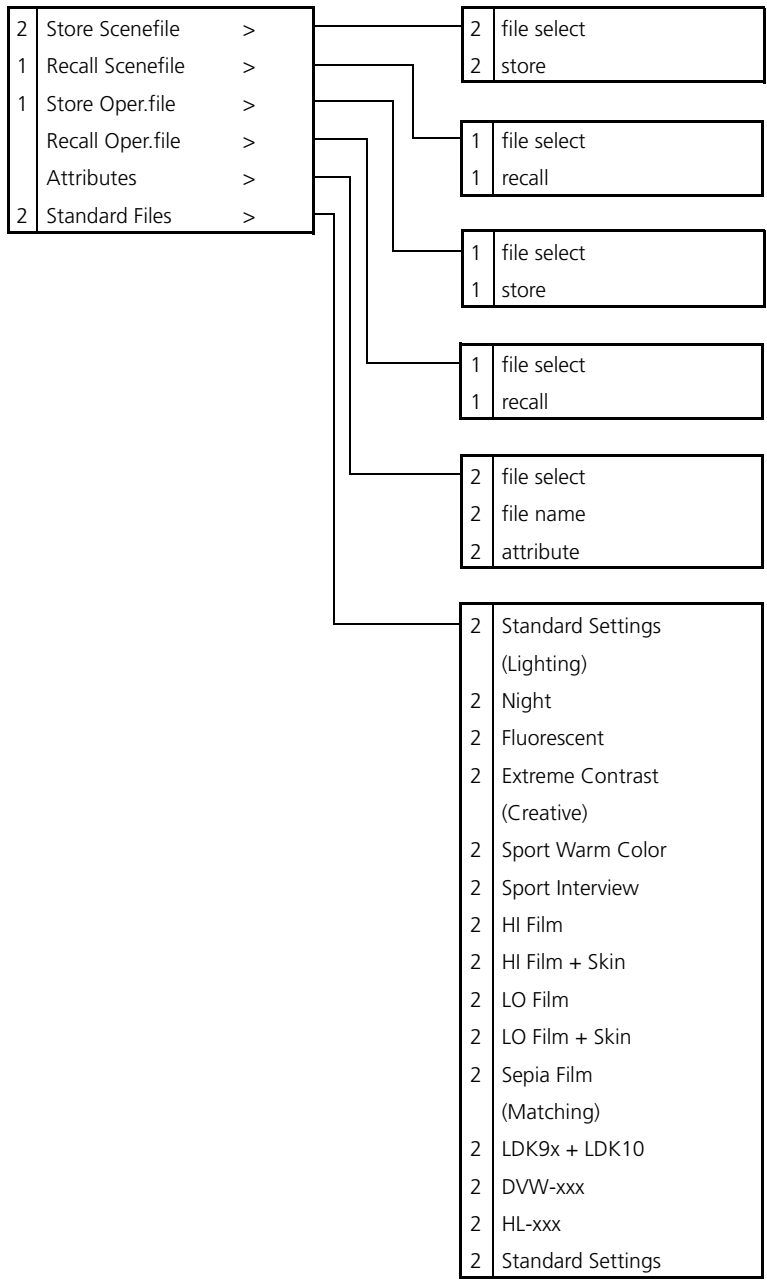 2 Store Scenefile >
1 Recall Scenefile >
1 Store Oper.file >
Recall Oper.file >
Attributes >
2 Standard Files >
2 file select
2 store
1 file select
1 recall
1 file select
1 store
1 file select
1 recall
2 file select
2 file name
2 attribute
2 Standard Settings
(Lighting)
2 Night
2 Fluorescent
2 Extreme Contrast
(Creative)
2 Sport Warm Color
2 Sport Interview
2 HI Film
2 HI Film + Skin
2 LO Film
2 LO Film + Skin
2 Sepia Film
(Matching)
2 LDK9x + LDK10
2 DVW-xxx
2 HL-xxx
2 Standard Settings